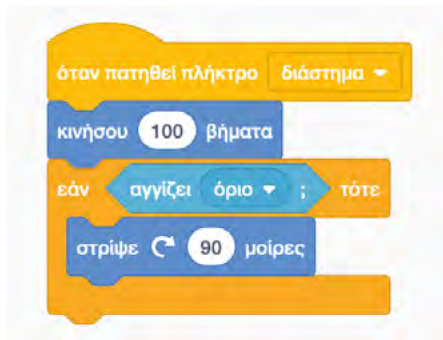 όταν πατηθεί πλήκτρο διάστημα
κινήσου 100 βήματα
εάν αγγίζει όριο ; τότε
στρίψε 90 μοίρες